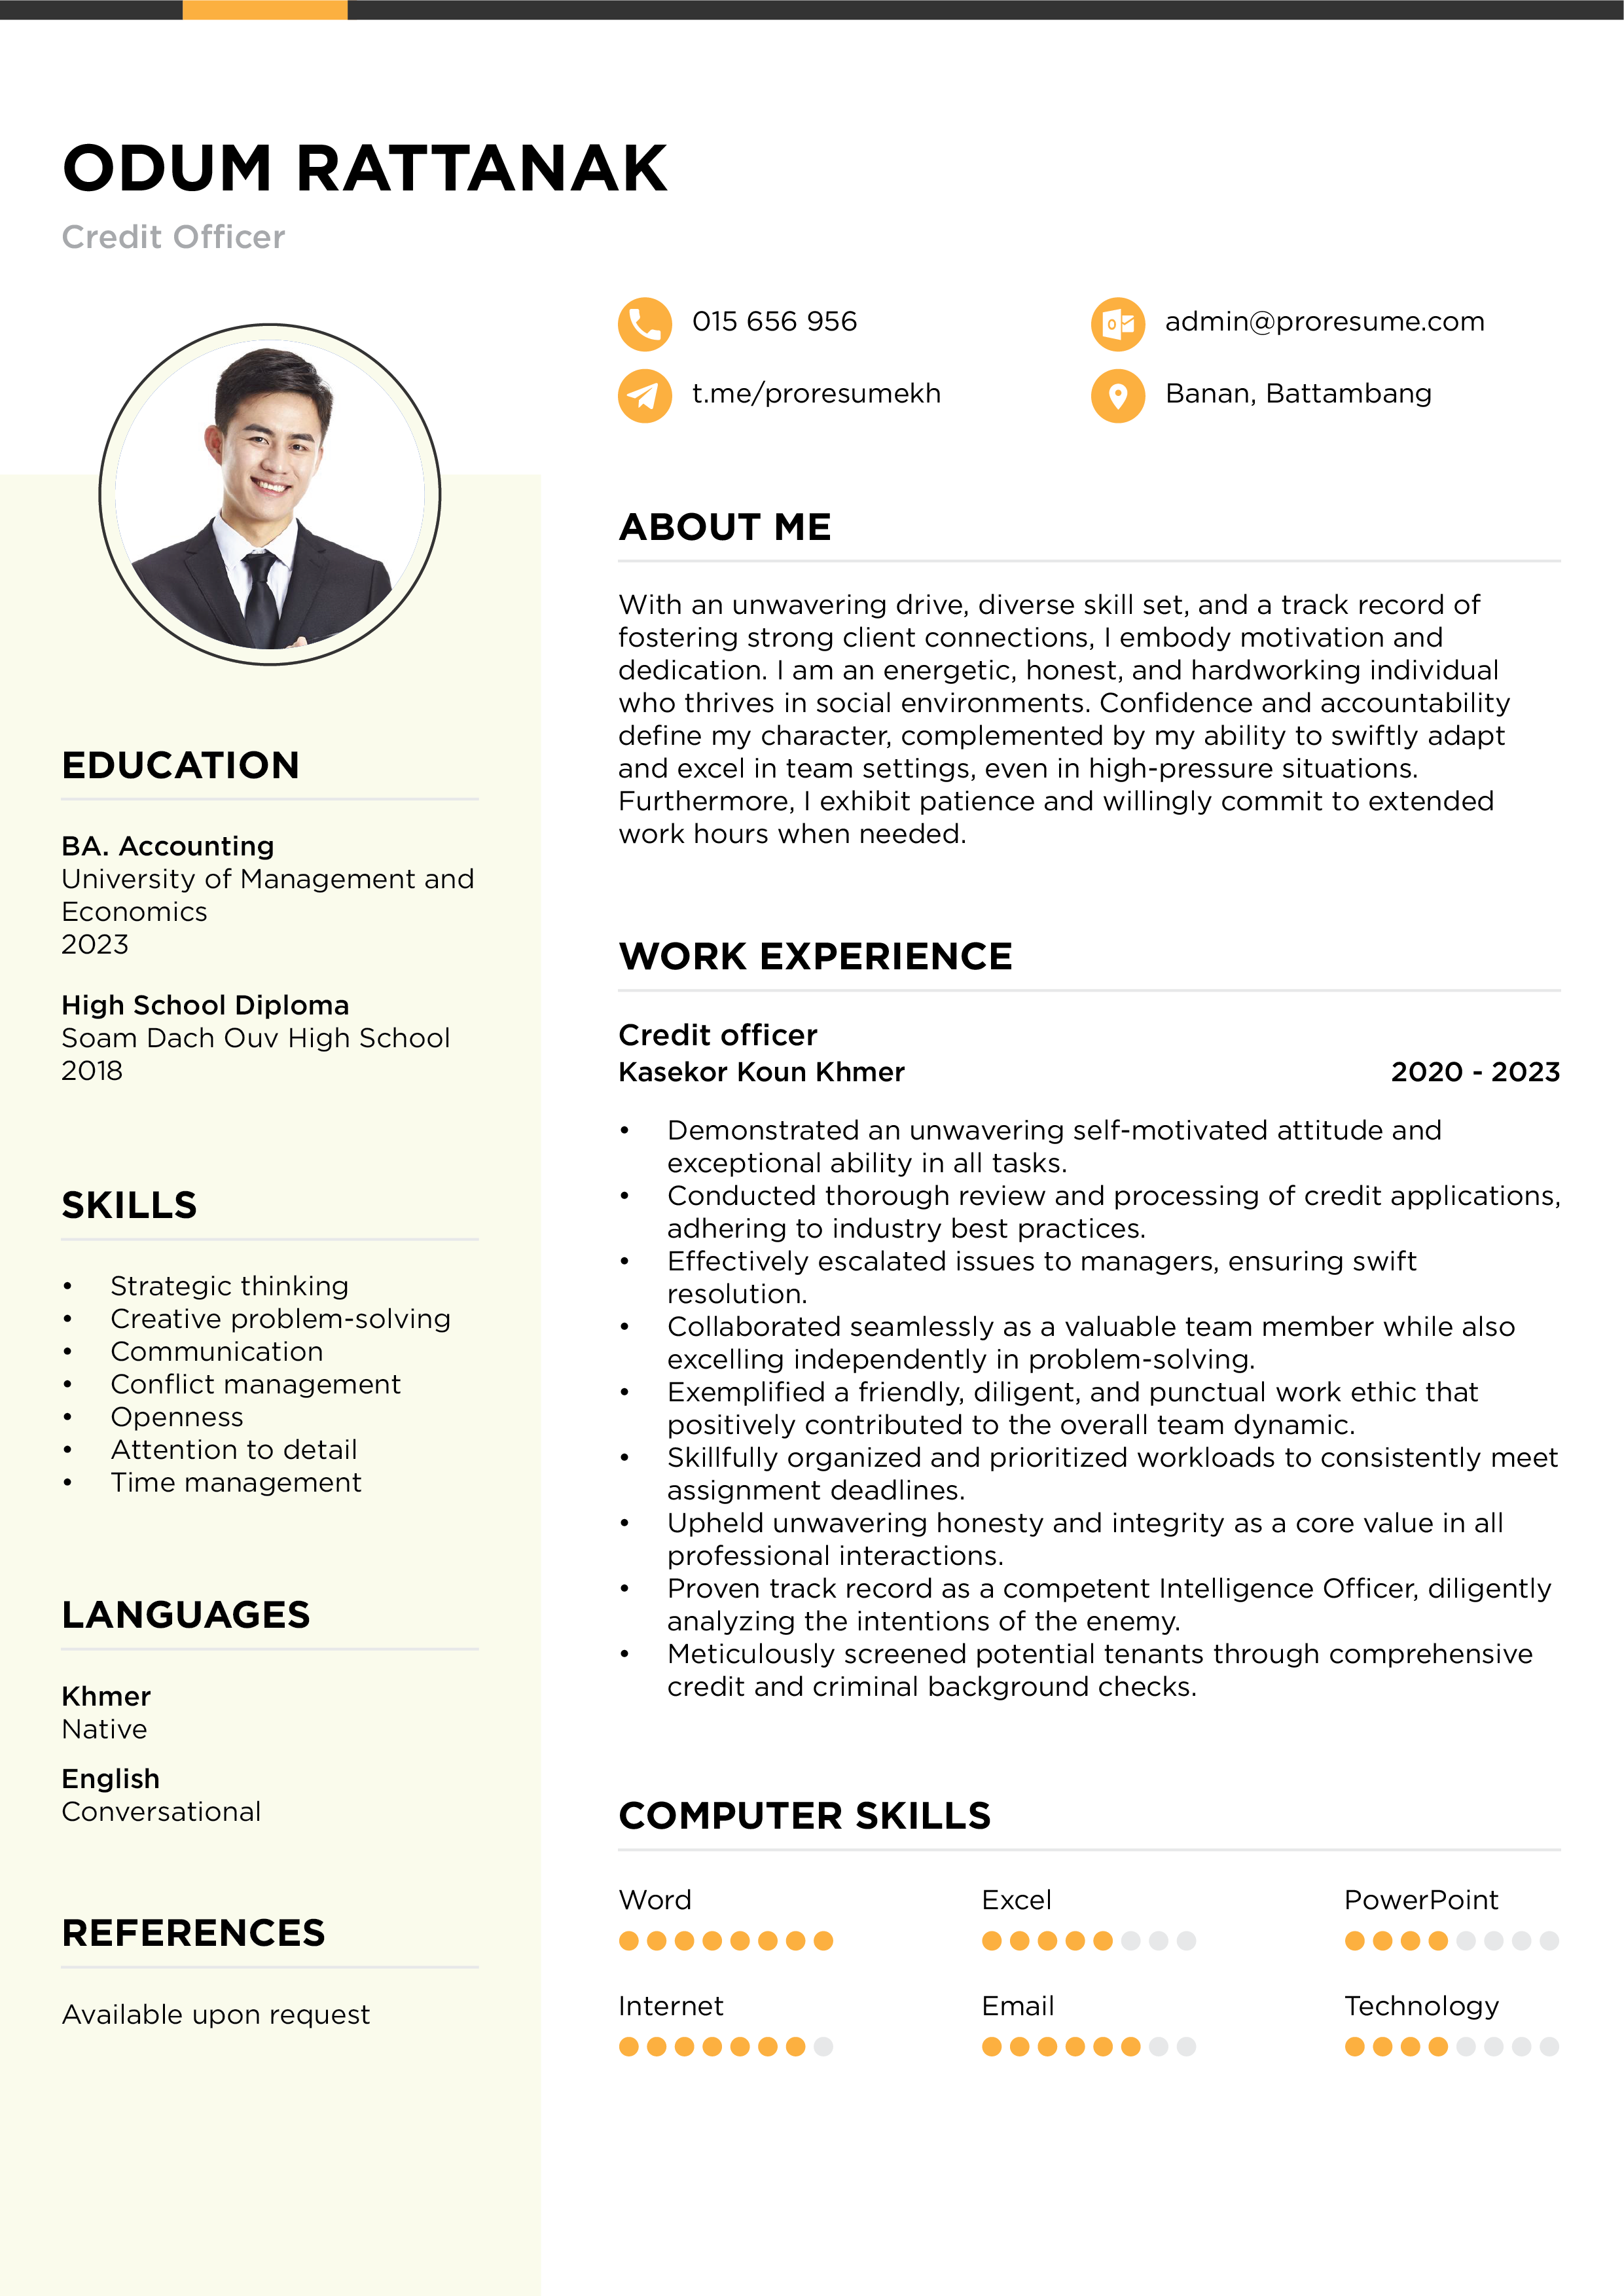 ODUM RATTANAK
Credit Officer
015 656 956
admin@proresume.com
t.me/proresumekh
Banan, Battambang
EDUCATION
BA. Accounting
University of Management and
Economics
2023
High School Diploma
Soam Dach Ouv High School
2018
SKILLS
• Strategic thinking
• Creative problem-solving
• Communication
• Conflict management
• Openness
• Attention to detail
• Time management
LANGUAGES
Khmer
Native
English
Conversational
REFERENCES
Available upon request
ABOUT ME
With an unwavering drive, diverse skill set, and a track record of
fostering strong client connections, I embody motivation and
dedication. I am an energetic, honest, and hardworking individual
who thrives in social environments. Confidence and accountability
define my character, complemented by my ability to swiftly adapt
and excel in team settings, even in high-pressure situations.
Furthermore, I exhibit patience and willingly commit to extended
work hours when needed.
WORK EXPERIENCE
Credit officer
Kasekor Koun Khmer 2020 - 2023
• Demonstrated an unwavering self-motivated attitude and
exceptional ability in all tasks.
• Conducted thorough review and processing of credit applications,
adhering to industry best practices.
• Effectively escalated issues to managers, ensuring swift
resolution.
• Collaborated seamlessly as a valuable team member while also
excelling independently in problem-solving.
• Exemplified a friendly, diligent, and punctual work ethic that
positively contributed to the overall team dynamic.
• Skillfully organized and prioritized workloads to consistently meet
assignment deadlines.
• Upheld unwavering honesty and integrity as a core value in all
professional interactions.
• Proven track record as a competent Intelligence Officer, diligently
analyzing the intentions of the enemy.
• Meticulously screened potential tenants through comprehensive
credit and criminal background checks.
COMPUTER SKILLS
Word Excel PowerPoint
Internet Email Technology